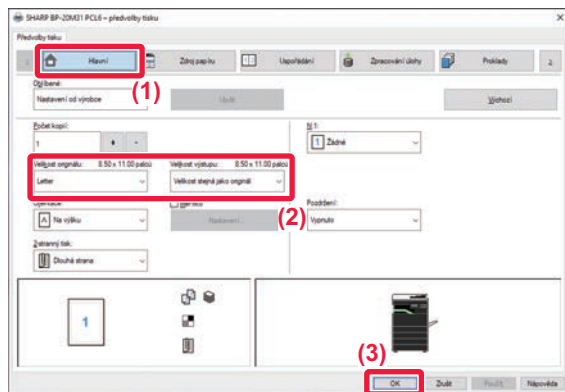 SHARP BP-20M31 PCL6 – předvolby tisku
Předvolby tisku
Hlavní
Zdroj papíru
Uspořádání
Zpracování úlohy
Proklady
Oblíbené:
(1)
Nastavení od výrobce
Uložit
Výchozí
Počet kopií:
N-1:
1
+ -
1 Žádné
Velikost originálu: 8.50 x 11.00 palců
Velikost výstupu: 8.50 x 11.00 palců
Letter
Velikost stejná jako originál
Orientace:
(2)
Pozdržení:
A Na výšku
Nastavení...
Vypnuto
2stranný tisk:
Dlouhá strana
1
(3)
OK
Zrušit
Použít
Nápověda